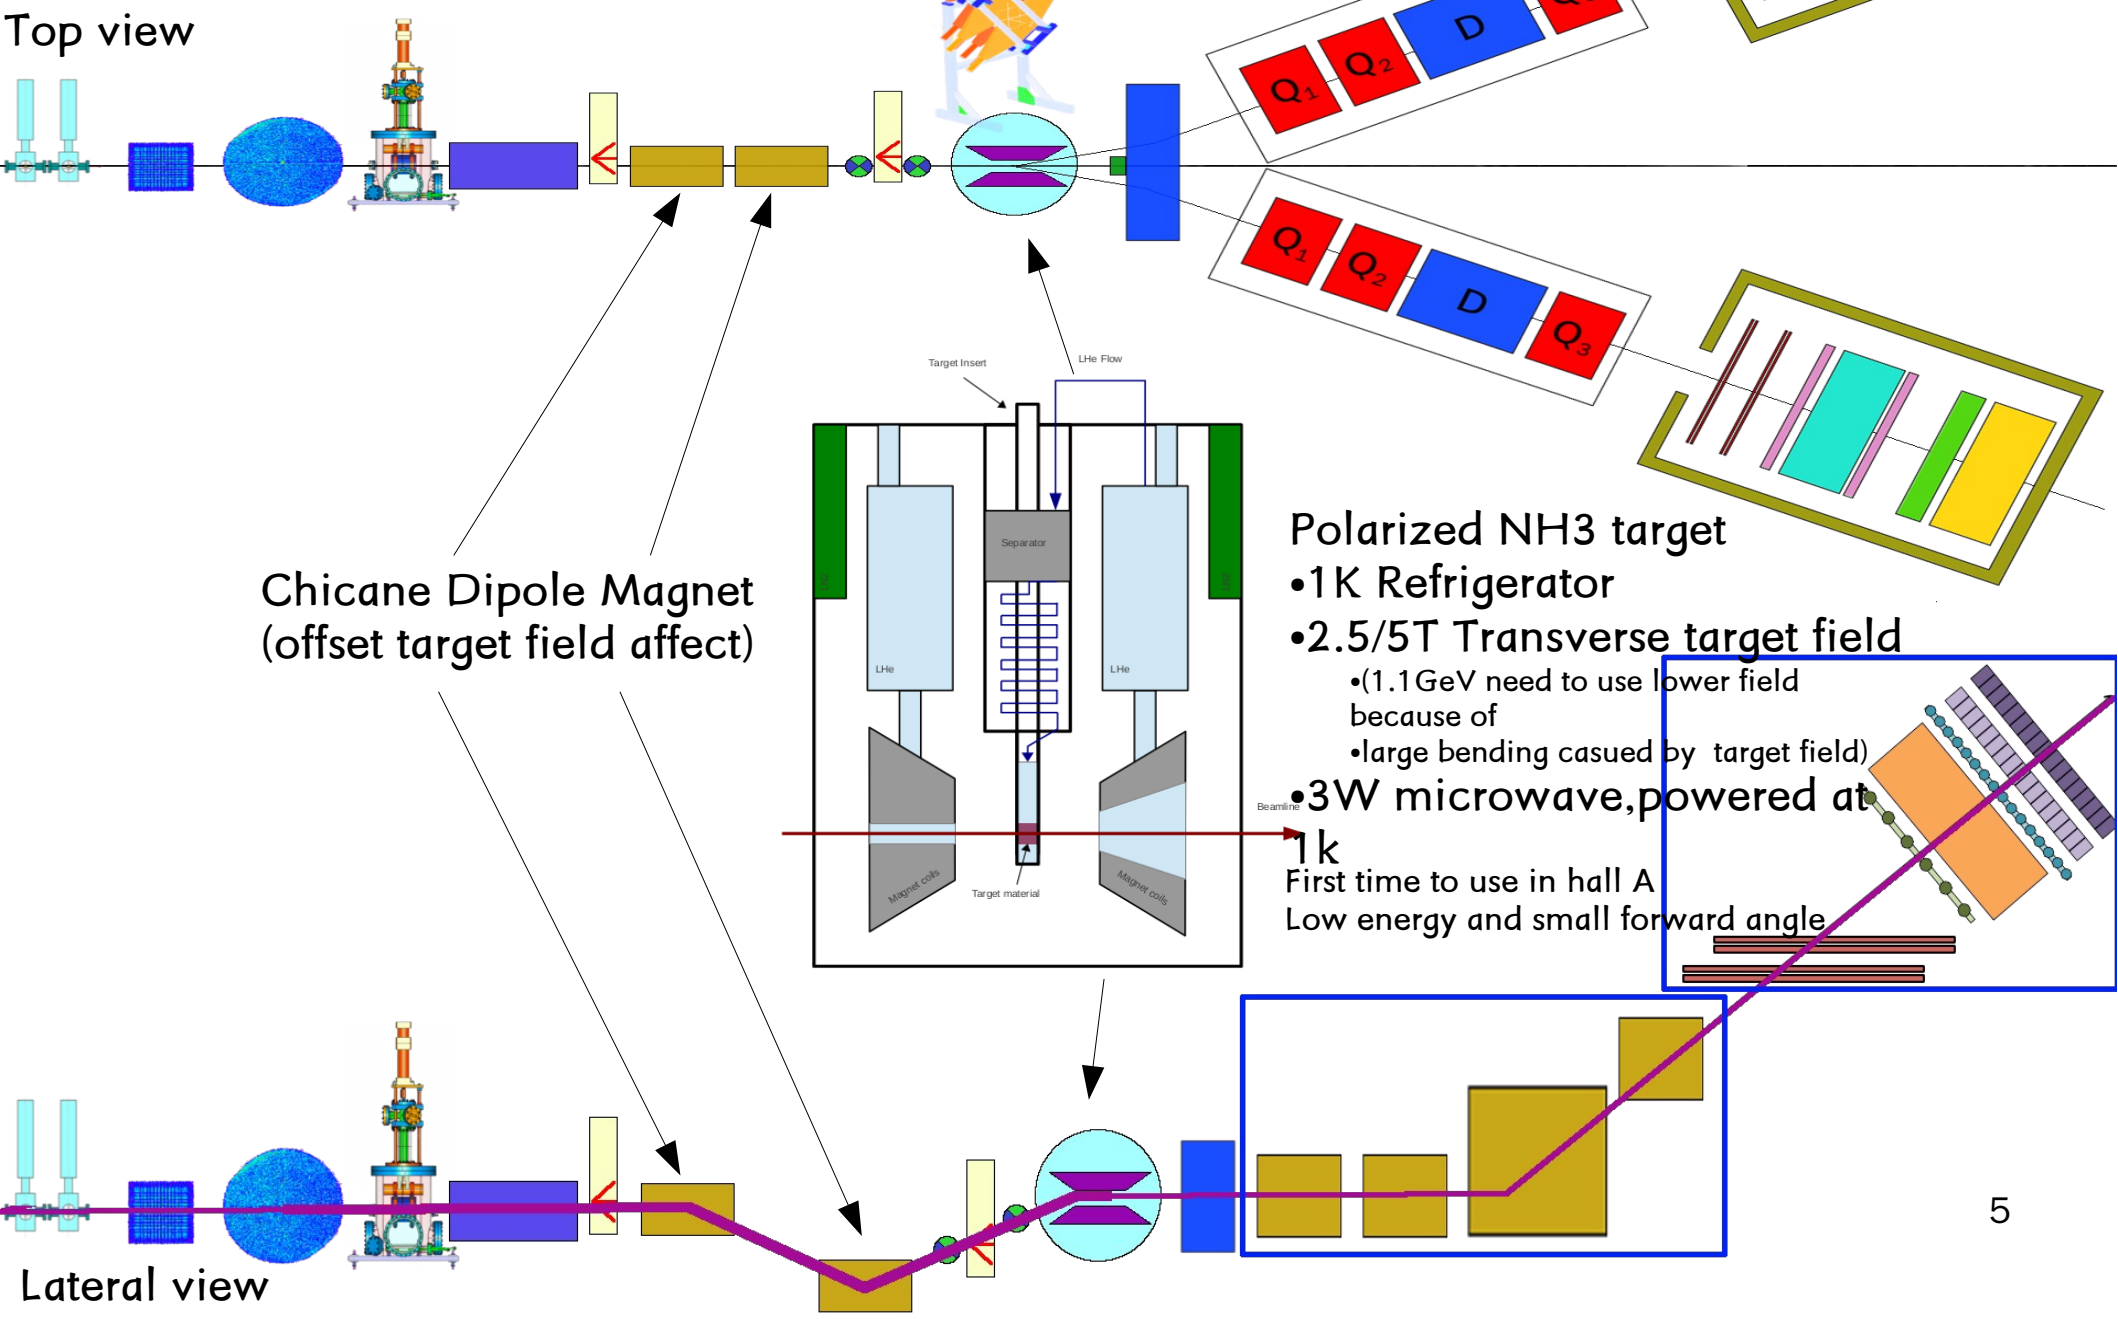 Top view
D
Q3
Q2
Q1
Q1
Q2
D
Q3
Target Insert
LHe Flow
Separator
LN2
LN2
LHe
LHe
Magnet coils
Magnet coils
Target material
Beamline
Chicane Dipole Magnet
(offset target field affect)
Polarized NH3 target
•1K Refrigerator
•2.5/5T Transverse target field
•(1.1GeV need to use lower field
because of
•large bending casued by target field)
•3W microwave,powered at
1k
First time to use in hall A
Low energy and small forward angle
Lateral view
5